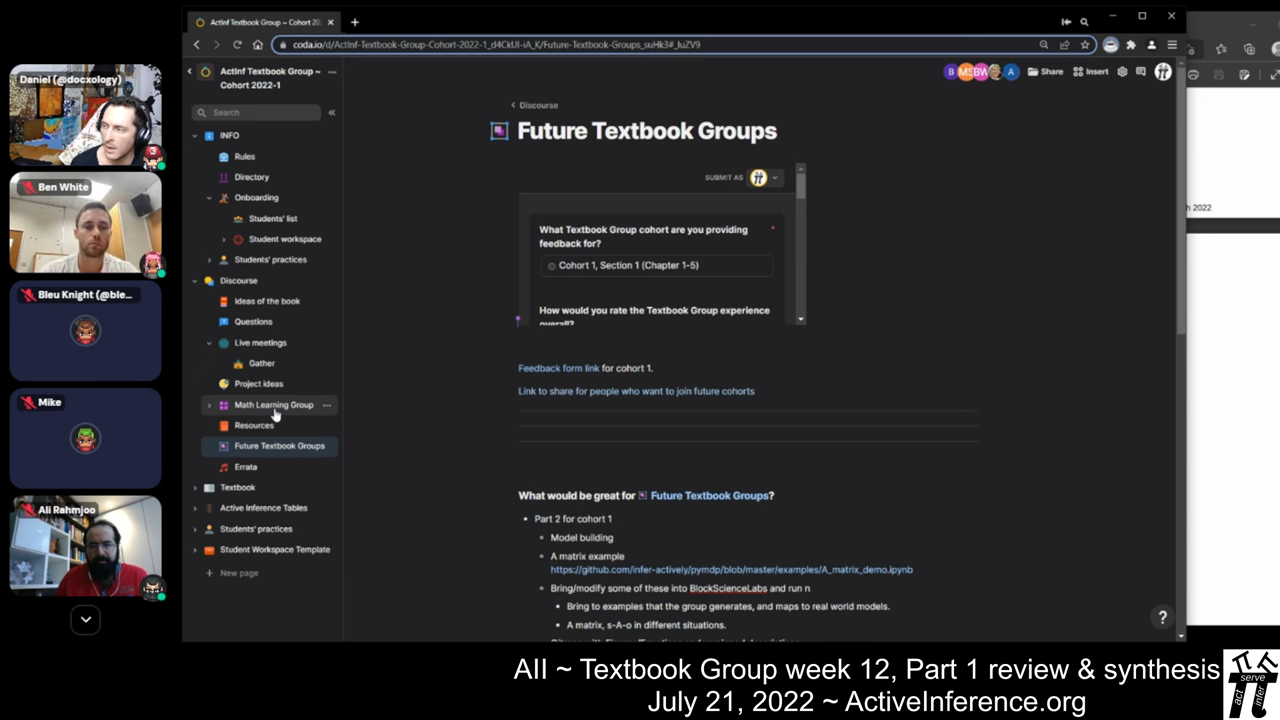 Daniel (@docxology)
Ben White
Bleu Knight (@ble...
Mike
Ali Rahmjoo
ActInf Textbook Group ~ Cohort 202
coda.io/d/ActInf-Textbook-Group-Cohort-2022-1_d4CkUI-iA_K/Future-Textbook-Groups_suHk3#_luZV9
ActInf Textbook Group ~
Cohort 2022-1
Search
INFO
Rules
Directory
Onboarding
Students' list
Student workspace
Students' practices
Discourse
Ideas of the book
Questions
Live meetings
Gather
Project ideas
Math Learning Group
Resources
Future Textbook Groups
Errata
Textbook
Active Inference Tables
Students' practices
Student Workspace Template
New page
B MS BW A Share Insert
Discourse
Future Textbook Groups
SUBMIT AS
What Textbook Group cohort are you providing
feedback for?
Cohort 1, Section 1 (Chapter 1-5)
How would you rate the Textbook Group experience
overall?
Feedback form link for cohort 1.
Link to share for people who want to join future cohorts
What would be great for Future Textbook Groups?
Part 2 for cohort 1
Model building
A matrix example
https://github.com/infer-actively/pymdp/blob/master/examples/A_matrix_demo.ipynb
Bring/modify some of these into BlockScienceLabs and run n
Bring to examples that the group generates, and maps to real world models.
A matrix, s-A-o in different situations.
h 2022
AII ~ Textbook Group week 12, Part 1 review & synthesis
July 21, 2022 ~ ActiveInference.org
act
serve
infer